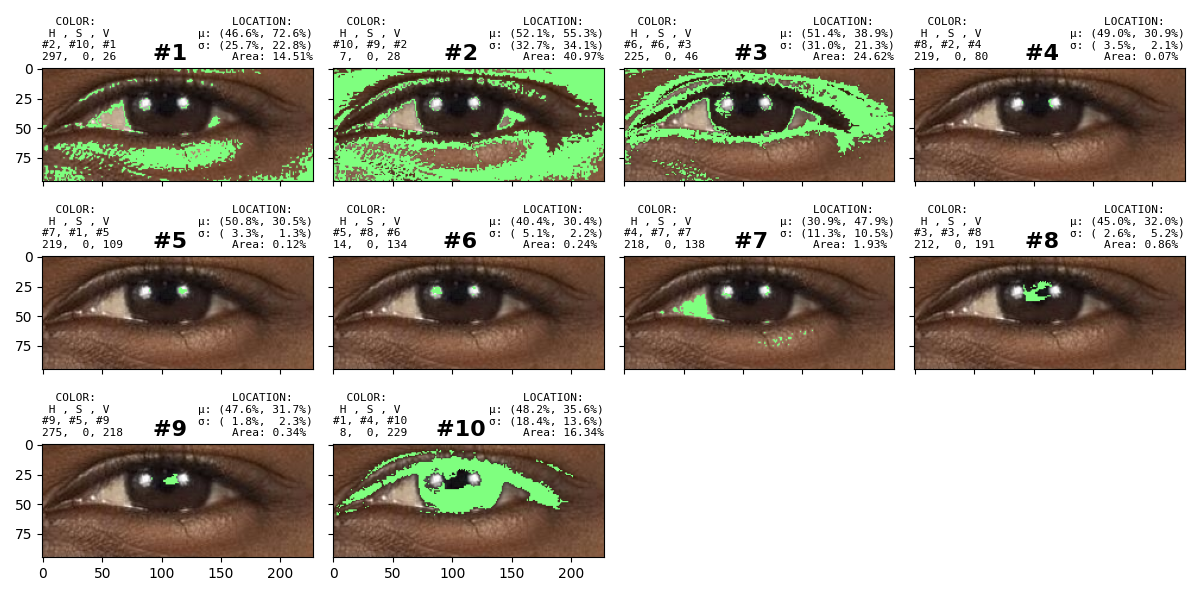 COLOR: LOCATION:
H , S , V μ: (46.6%, 72.6%)
#2, #10, #1 #1 σ: (25.7%, 22.8%)
297, 0, 26 Area: 14.51%
COLOR: LOCATION:
H , S , V μ: (52.1%, 55.3%)
#10, #9, #2 #2 σ: (32.7%, 34.1%)
7, 0, 28 Area: 40.97%
COLOR: LOCATION:
H , S , V μ: (51.4%, 38.9%)
#6, #6, #3 #3 σ: (31.0%, 21.3%)
225, 0, 46 Area: 24.62%
COLOR: LOCATION:
H , S , V μ: (49.0%, 30.9%)
#8, #2, #4 #4 σ: ( 3.5%, 2.1%)
219, 0, 80 Area: 0.07%
0
25
50
75
COLOR: LOCATION:
H , S , V μ: (50.8%, 30.5%)
#7, #1, #5 #5 σ: ( 3.3%, 1.3%)
219, 0, 109 Area: 0.12%
COLOR: LOCATION:
H , S , V μ: (40.4%, 30.4%)
#5, #8, #6 #6 σ: ( 5.1%, 2.2%)
14, 0, 134 Area: 0.24%
COLOR: LOCATION:
H , S , V μ: (30.9%, 47.9%)
#4, #7, #7 #7 σ: (11.3%, 10.5%)
218, 0, 138 Area: 1.93%
COLOR: LOCATION:
H , S , V μ: (45.0%, 32.0%)
#3, #3, #8 #8 σ: ( 2.6%, 5.2%)
212, 0, 191 Area: 0.86%
0
25
50
75
COLOR: LOCATION:
H , S , V μ: (47.6%, 31.7%)
#9, #5, #9 #9 σ: ( 1.8%, 2.3%)
275, 0, 218 Area: 0.34%
COLOR: LOCATION:
H , S , V μ: (48.2%, 35.6%)
#1, #4, #10 #10 σ: (18.4%, 13.6%)
8, 0, 229 Area: 16.34%
0
25
50
75
0 50 100 150 200
0 50 100 150 200